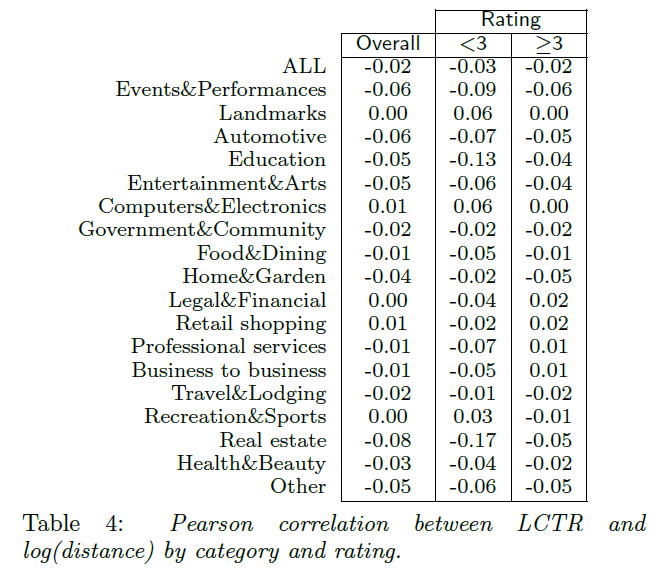 Rating
Overall <3 ≥3
ALL -0.02 -0.03 -0.02
Events&Performances -0.06 -0.09 -0.06
Landmarks 0.00 0.06 0.00
Automotive -0.06 -0.07 -0.05
Education -0.05 -0.13 -0.04
Entertainment&Arts -0.05 -0.06 -0.04
Computers&Electronics 0.01 0.06 0.00
Government&Community -0.02 -0.02 -0.02
Food&Dining -0.01 -0.05 -0.01
Home&Garden -0.04 -0.02 -0.05
Legal&Financial 0.00 -0.04 0.02
Retail shopping 0.01 -0.02 0.02
Professional services -0.01 -0.07 0.01
Business to business -0.01 -0.05 0.01
Travel&Lodging -0.02 -0.01 -0.02
Recreation&Sports 0.00 0.03 -0.01
Real estate -0.08 -0.17 -0.05
Health&Beauty -0.03 -0.04 -0.02
Other -0.05 -0.06 -0.05
Table 4: Pearson correlation between LCTR and
log(distance) by category and rating.